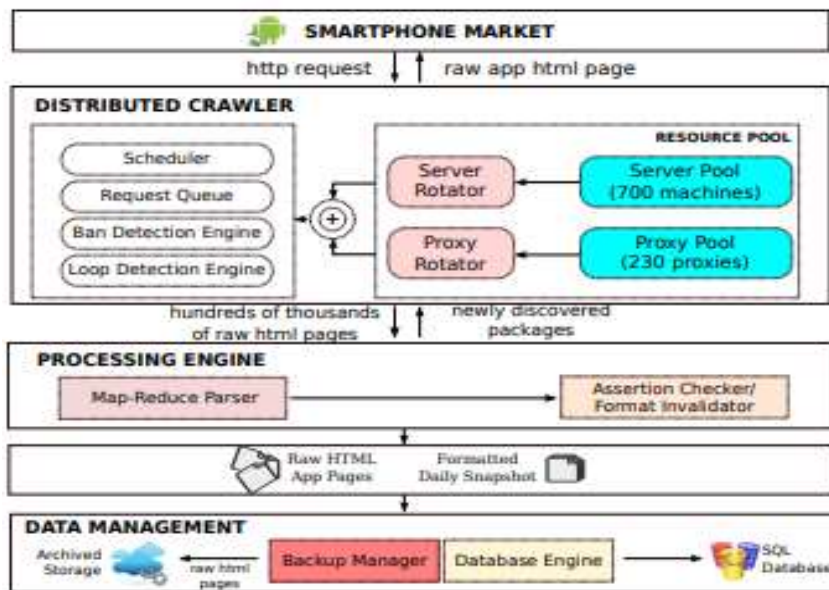 SMARTPHONE MARKET
http request
raw app html page
DISTRIBUTED CRAWLER
RESOURCE POOL
Scheduler
Request Queue
Ban Detection Engine
Loop Detection Engine
+
Server
Rotator
Server Pool
(700 machines)
Proxy
Rotator
Proxy Pool
(230 proxies)
hundreds of thousands
of raw html pages
newly discovered
packages
PROCESSING ENGINE
Map-Reduce Parser
Assertion Checker/
Format Invalidator
Raw HTML
App Pages
Formatted
Daily Snapshot
DATA MANAGEMENT
Archived
Storage
raw html
pages
Backup Manager
Database Engine
SQL
Database